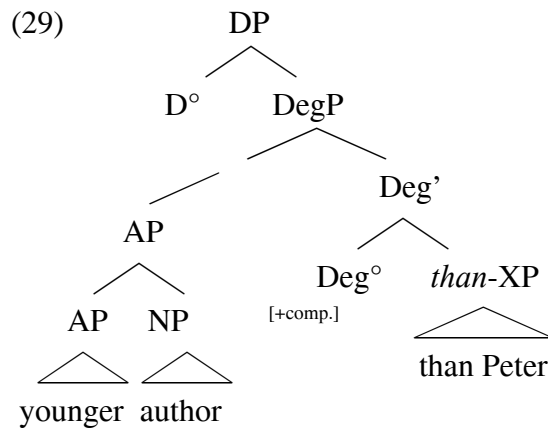 (29) DP
D° DegP
Deg’
AP
Deg° than-XP
[+comp.]
AP NP
than Peter
younger author